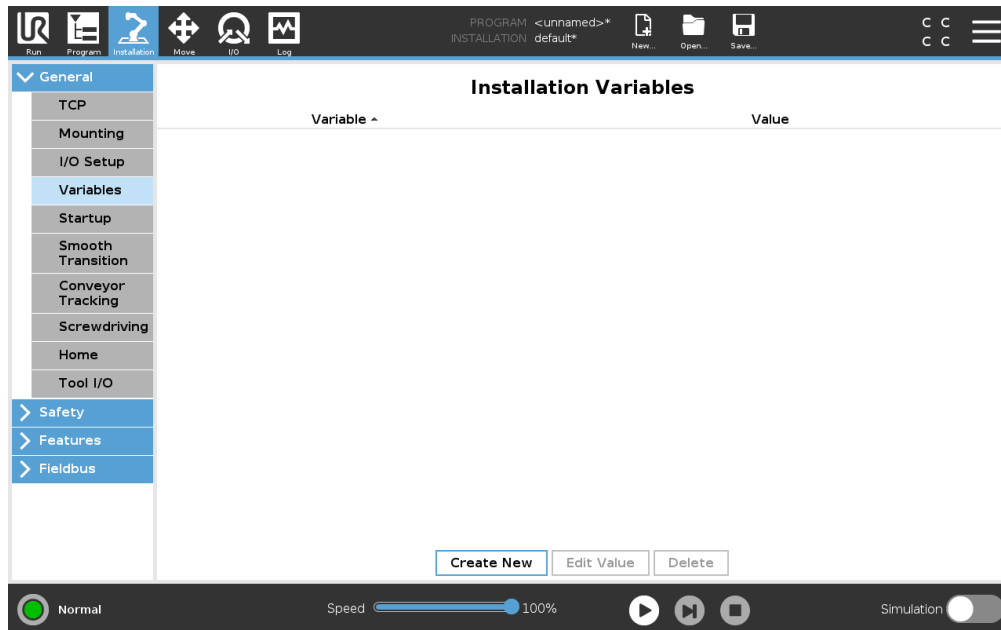 UR
Run
Program
Installation
Move
I/O
Log
PROGRAM <unnamed>*
INSTALLATION default*
New...
Open...
Save...
C C
C C
General
TCP
Mounting
I/O Setup
Variables
Startup
Smooth
Transition
Conveyor
Tracking
Screwdriving
Home
Tool I/O
Safety
Features
Fieldbus
Installation Variables
Variable Value
Create New Edit Value Delete
Normal
Speed 100%
Simulation